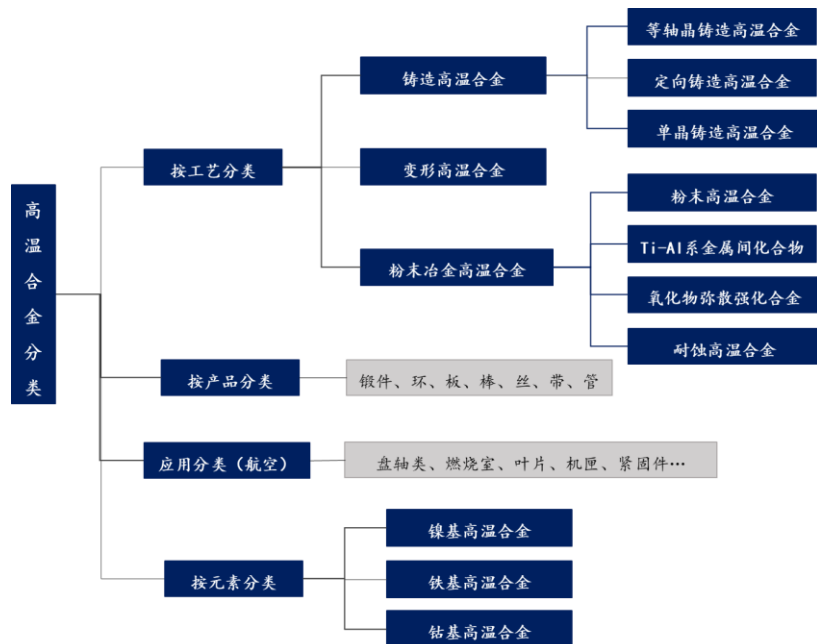 高温合金分类
按工艺分类
铸造高温合金
等轴晶铸造高温合金
定向铸造高温合金
单晶铸造高温合金
变形高温合金
粉末冶金高温合金
粉末高温合金
Ti-Al系金属间化合物
氧化物弥散强化合金
耐蚀高温合金
按产品分类
锻件、环、板、棒、丝、带、管
应用分类（航空）
盘轴类、燃烧室、叶片、机匣、紧固件…
按元素分类
镍基高温合金
铁基高温合金
钴基高温合金